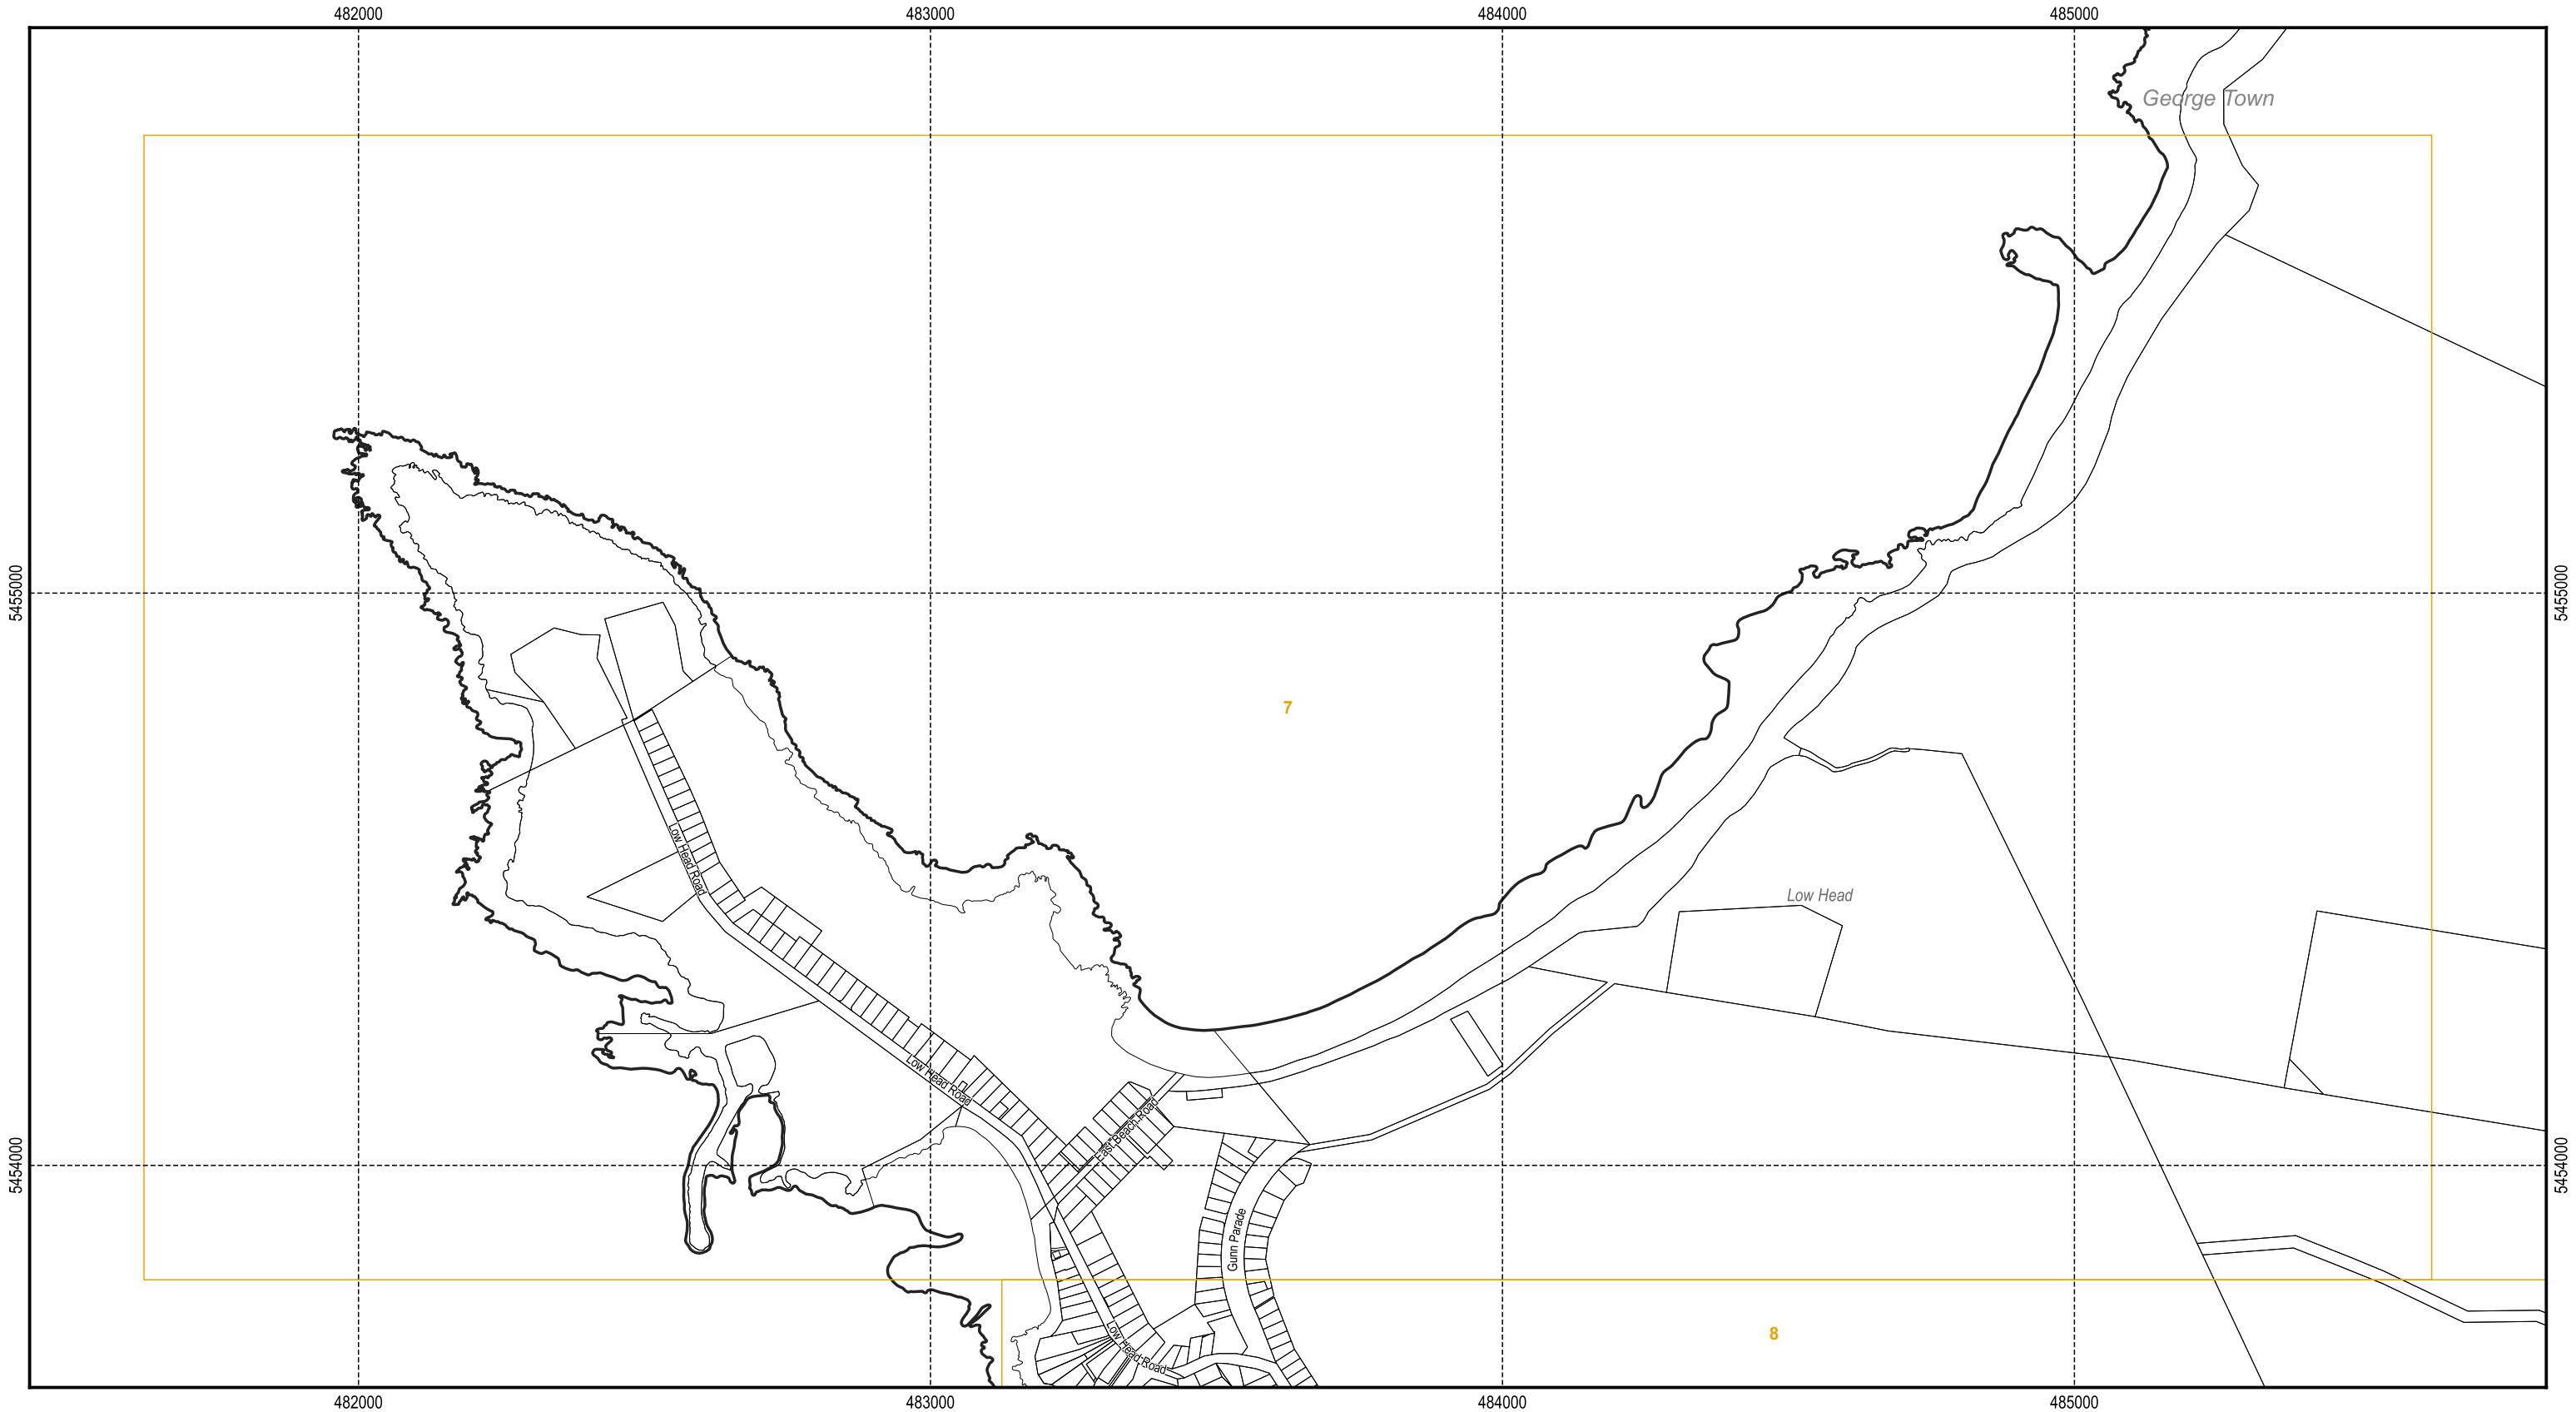 482000
483000
484000
485000
George Town
5455000
5455000
7
Low Head Road
Low Head
Low Head Road
East Beach Road
5454000
5454000
Gunn Parade
8
Low Head Road
482000
483000
484000
485000